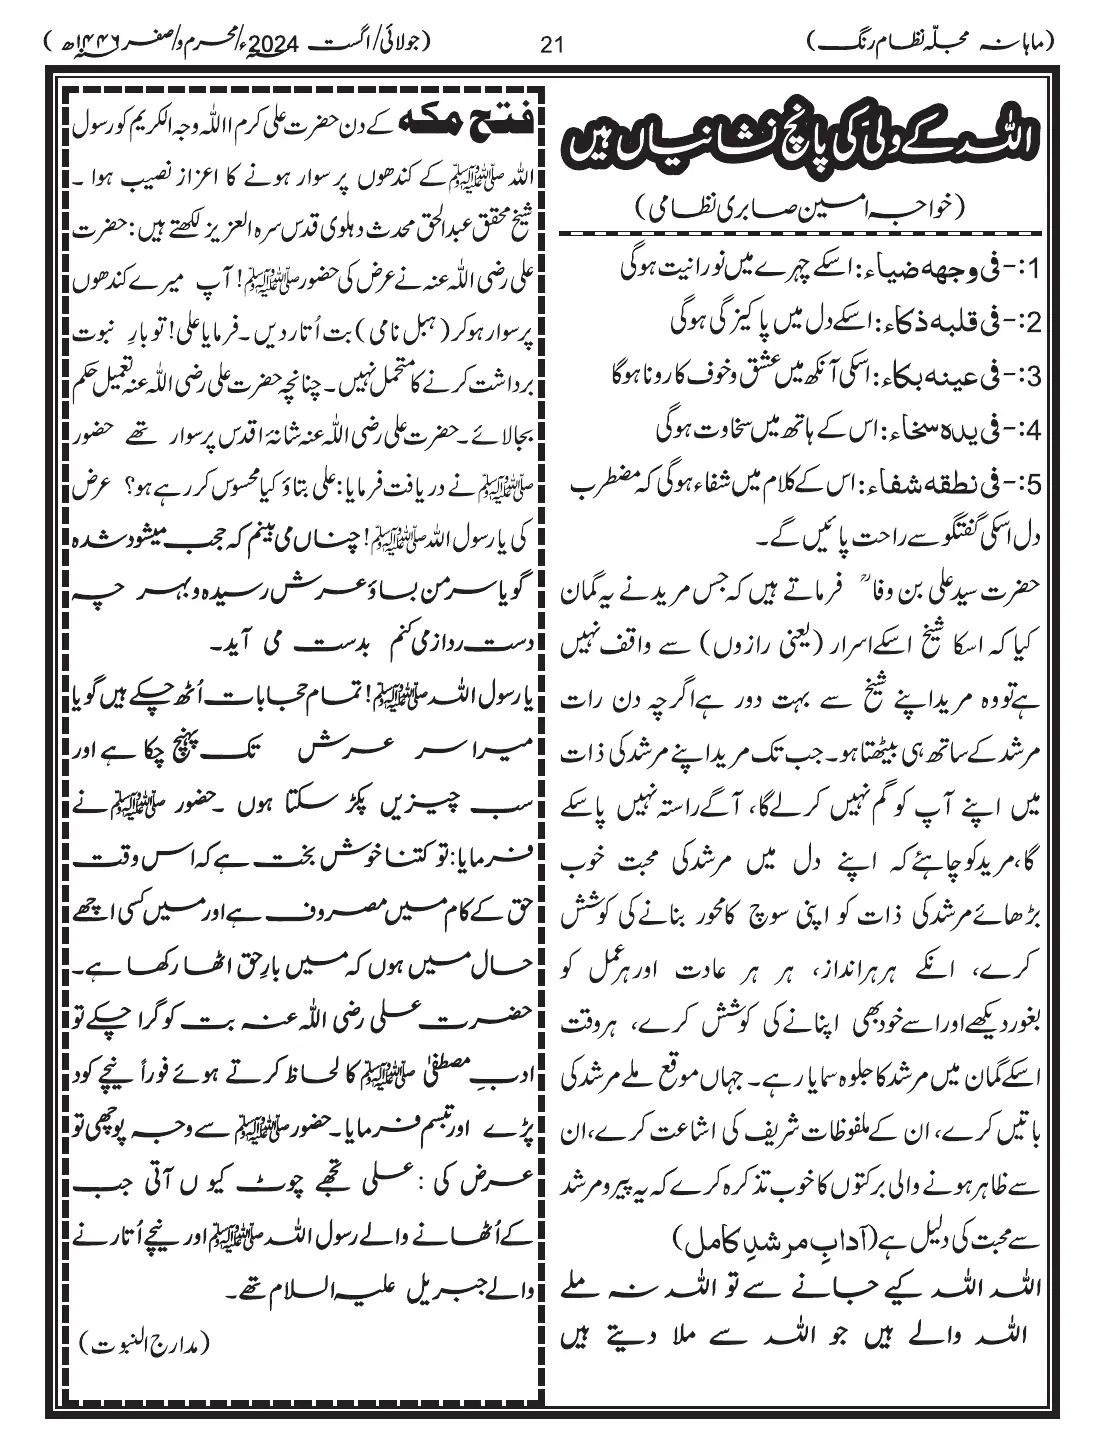 (ماہانہ مجلّہ نظام رنگ)
21
(جولائی/اگست 2024ء/محرم و/صفر ۱۴۴۶ھ)
اللہ کے ولی کی پانچ نشانیاں ہیں
(خواجہ امین صابری نظامی)
1:-فی وجهه ضیاء: اسکے چہرے میں نورانیت ہوگی
2:-فی قلبه ذکاء: اسکے دل میں پاکیزگی ہوگی
3:-فی عینه بکاء: اسکی آنکھ میں عشق و خوف کا رونا ہوگا
4:-فی یده سخاء: اس کے ہاتھ میں سخاوت ہوگی
5:-فی نطقه شفاء: اس کے کلام میں شفاء ہوگی کہ مضطرب
دل اسکی گفتگو سے راحت پائیں گے۔
حضرت سید علی بن وفاؒ فرماتے ہیں کہ جس مرید نے یہ گمان
کیا کہ اسکا شیخ اسکے اسرار (یعنی رازوں) سے واقف نہیں
ہے تو وہ مرید اپنے شیخ سے بہت دور ہے اگرچہ دن رات
مرشد کے ساتھ ہی بیٹھتا ہو۔ جب تک مرید اپنے مرشد کی ذات
میں اپنے آپ کو گم نہیں کر لے گا، آگے راستہ نہیں پا سکے
گا، مرید کو چاہئے کہ اپنے دل میں مرشد کی محبت خوب
بڑھائے مرشد کی ذات کو اپنی سوچ کا محور بنانے کی کوشش
کرے، انکے ہر ہر انداز، ہر ہر عادت اور ہر عمل کو
بغور دیکھے اور اسے خود بھی اپنانے کی کوشش کرے، ہر وقت
اسکے گمان میں مرشد کا جلوہ سمایا رہے۔ جہاں موقع ملے مرشد کی
باتیں کرے، ان کے ملفوظات شریف کی اشاعت کرے، ان
سے ظاہر ہونے والی برکتوں کا خوب تذکرہ کرے کہ یہ پیر و مرشد
سے محبت کی دلیل ہے (آدابِ مرشدِ کامل)
اللہ اللہ کیے جانے سے تو اللہ نہ ملے
اللہ والے ہیں جو اللہ سے ملا دیتے ہیں
فتح مکہ کے دن حضرت علی کرم اللہ وجہ الکریم کو رسول
اللہ ﷺ کے کندھوں پر سوار ہونے کا اعزاز نصیب ہوا ۔
شیخ محقق عبدالحق محدث دہلوی قدس سرہ العزیز لکھتے ہیں: حضرت
علی رضی اللہ عنہ نے عرض کی حضور ﷺ! آپ میرے کندھوں
پر سوار ہو کر (ہبل نامی) بت اُتار دیں۔ فرمایا علی! تو بارِ نبوت
برداشت کرنے کا متحمل نہیں۔ چنانچہ حضرت علی رضی اللہ عنہ تعمیل حکم
بجا لائے۔ حضرت علی رضی اللہ عنہ شانۂ اقدس پر سوار تھے حضور
ﷺ نے دریافت فرمایا: علی بتاؤ کیا محسوس کر رہے ہو؟ عرض
کی یا رسول اللہ ﷺ! چناں می بینم کہ حجب میشود شدہ
گویا سر من بساؤ عرش رسیدہ و بہر چہ
دست ردازمی کنم بدست می آید۔
یا رسول اللہ ﷺ! تمام حجابات اُٹھ چکے ہیں گویا
میرا سر عرش تک پہنچ چکا ہے اور
سب چیزیں پکڑ سکتا ہوں ۔ حضور ﷺ نے
فرمایا: تو کتنا خوش بخت ہے کہ اس وقت
حق کے کام میں مصروف ہے اور میں کسی اچھے
حال میں ہوں کہ میں بارِ حق اٹھا رکھا ہے۔
حضرت علی رضی اللہ عنہ بت کو گرا چکے تو
ادبِ مصطفیٰ ﷺ کا لحاظ کرتے ہوئے فوراً نیچے کود
پڑے اور تبسم فرمایا۔ حضور ﷺ سے وجہ پوچھی تو
عرض کی : علی تجھے چوٹ کیوں آتی جب
کے اُٹھانے والے رسول اللہ ﷺ اور نیچے اُتارنے
والے جبریل علیہ السلام تھے۔
(مدارج النبوت)